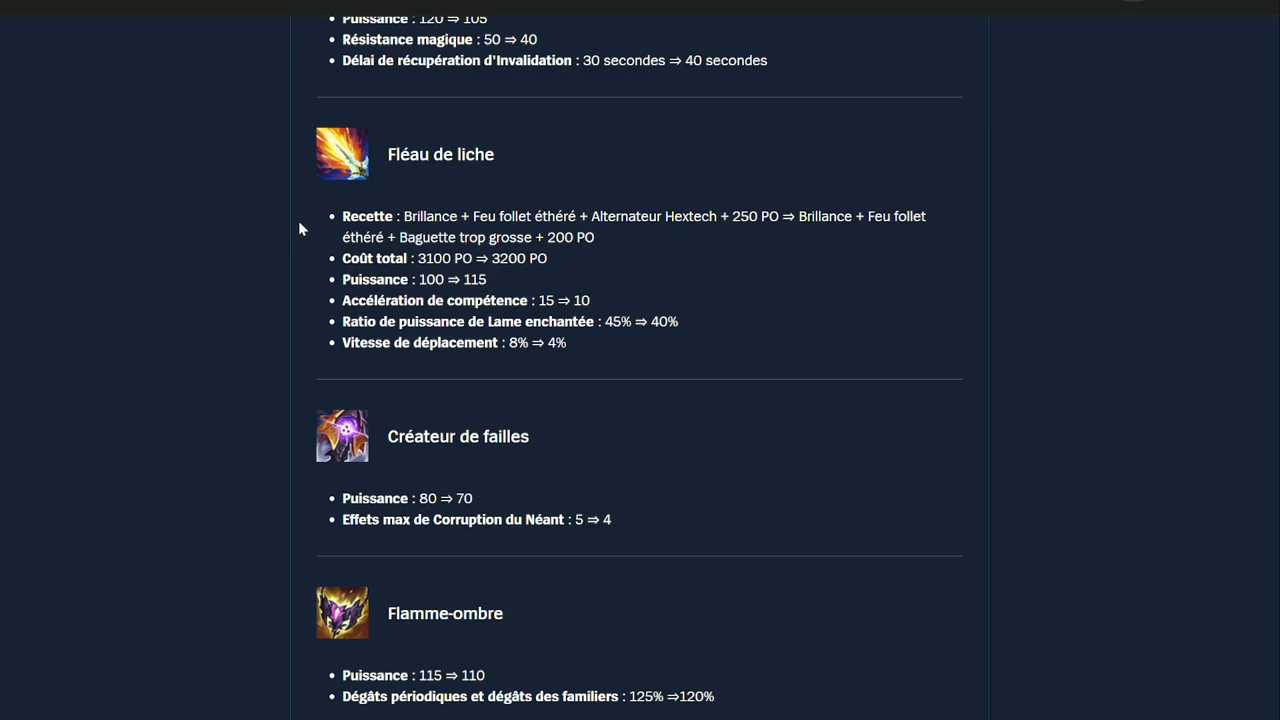 Puissance : 120 ⇒ 105
Résistance magique : 50 ⇒ 40
Délai de récupération d'Invalidation : 30 secondes ⇒ 40 secondes
Fléau de liche
Recette : Brillance + Feu follet éthéré + Alternateur Hextech + 250 PO ⇒ Brillance + Feu follet
éthéré + Baguette trop grosse + 200 PO
Coût total : 3100 PO ⇒ 3200 PO
Puissance : 100 ⇒ 115
Accélération de compétence : 15 ⇒ 10
Ratio de puissance de Lame enchantée : 45% ⇒ 40%
Vitesse de déplacement : 8% ⇒ 4%
Créateur de failles
Puissance : 80 ⇒ 70
Effets max de Corruption du Néant : 5 ⇒ 4
Flamme-ombre
Puissance : 115 ⇒ 110
Dégâts périodiques et dégâts des familiers : 125% ⇒120%